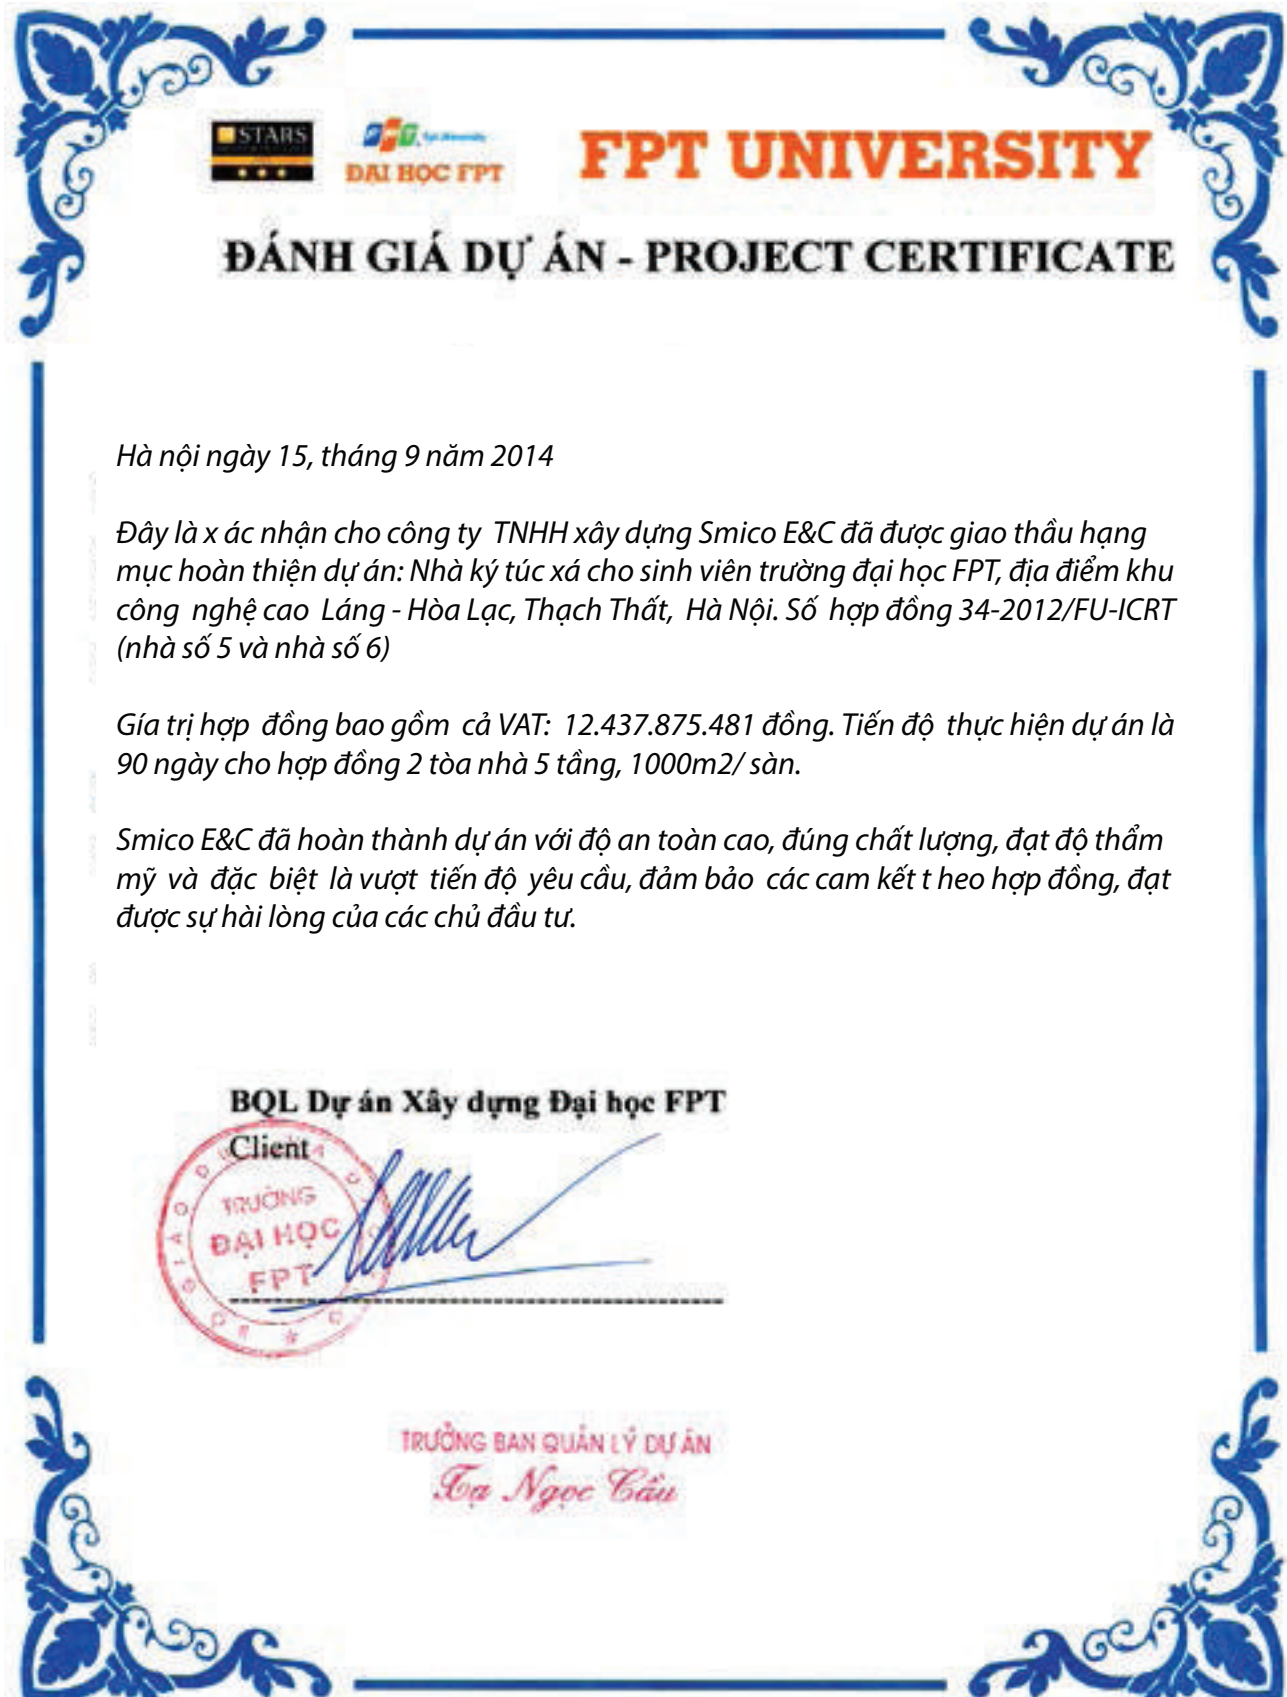 STARS
FPT. Fpt University
ĐẠI HỌC FPT
FPT UNIVERSITY
ĐÁNH GIÁ DỰ ÁN - PROJECT CERTIFICATE
Hà nội ngày 15, tháng 9 năm 2014
Đây là x ác nhận cho công ty TNHH xây dựng Smico E&C đã được giao thầu hạng
mục hoàn thiện dự án: Nhà ký túc xá cho sinh viên trường đại học FPT, địa điểm khu
công nghệ cao Láng - Hòa Lạc, Thạch Thất, Hà Nội. Số hợp đồng 34-2012/FU-ICRT
(nhà số 5 và nhà số 6)
Gía trị hợp đồng bao gồm cả VAT: 12.437.875.481 đồng. Tiến độ thực hiện dự án là
90 ngày cho hợp đồng 2 tòa nhà 5 tầng, 1000m2/ sàn.
Smico E&C đã hoàn thành dự án với độ an toàn cao, đúng chất lượng, đạt độ thẩm
mỹ và đặc biệt là vượt tiến độ yêu cầu, đảm bảo các cam kết t heo hợp đồng, đạt
được sự hài lòng của các chủ đầu tư.
BQL Dự án Xây dựng Đại học FPT
Client
TRƯỜNG
ĐẠI HỌC
FPT
TRƯỞNG BAN QUẢN LÝ DỰ ÁN
Tạ Ngọc Cầu